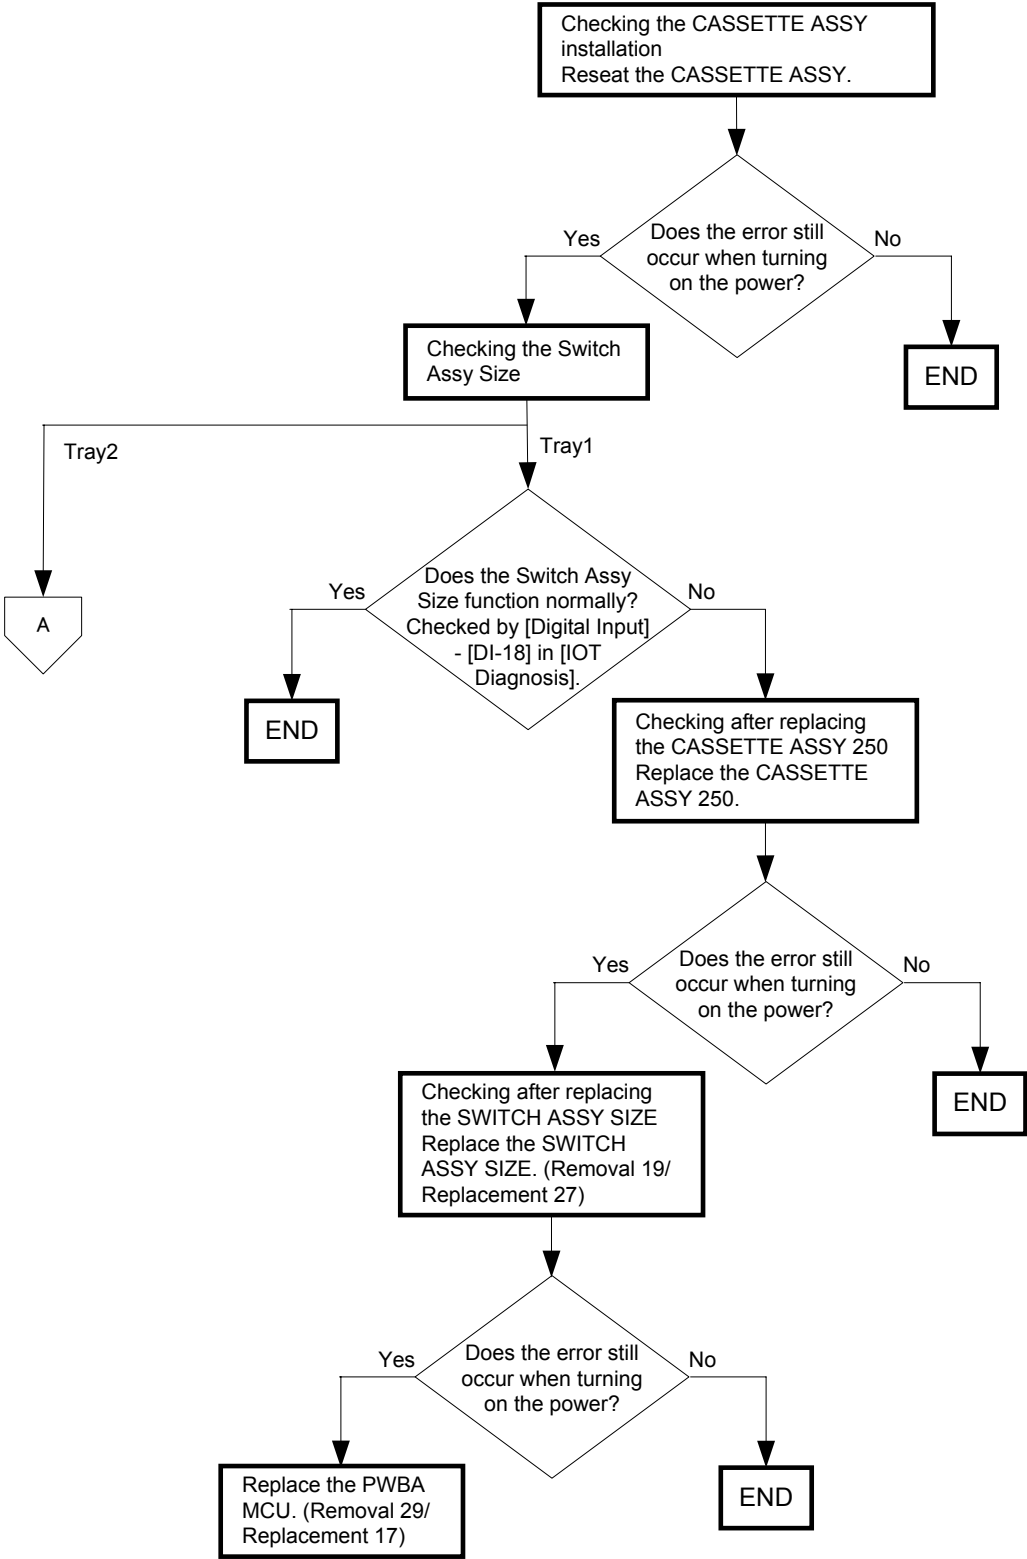 Checking the CASSETTE ASSY
installation
Reseat the CASSETTE ASSY.
Does the error still
occur when turning
on the power?
Yes
No
Checking the Switch
Assy Size
END
Tray2
Tray1
A
Does the Switch Assy
Size function normally?
Checked by [Digital Input]
- [DI-18] in [IOT
Diagnosis].
Yes
No
END
Checking after replacing
the CASSETTE ASSY 250
Replace the CASSETTE
ASSY 250.
Does the error still
occur when turning
on the power?
Yes
No
END
Checking after replacing
the SWITCH ASSY SIZE
Replace the SWITCH
ASSY SIZE. (Removal 19/
Replacement 27)
Does the error still
occur when turning
on the power?
Yes
No
Replace the PWBA
MCU. (Removal 29/
Replacement 17)
END